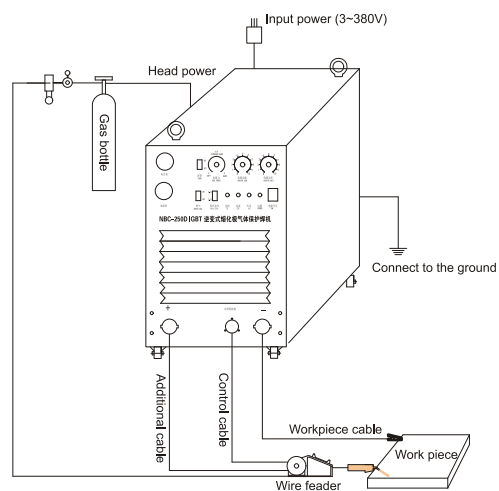 Input power (3~380V)
Head power
Gas bottle
NBC-250D IGBT 逆变式熔化极气体保护焊机
Connect to the ground
+
−
Additional cable
Control cable
Workpiece cable
Work piece
Wire feader